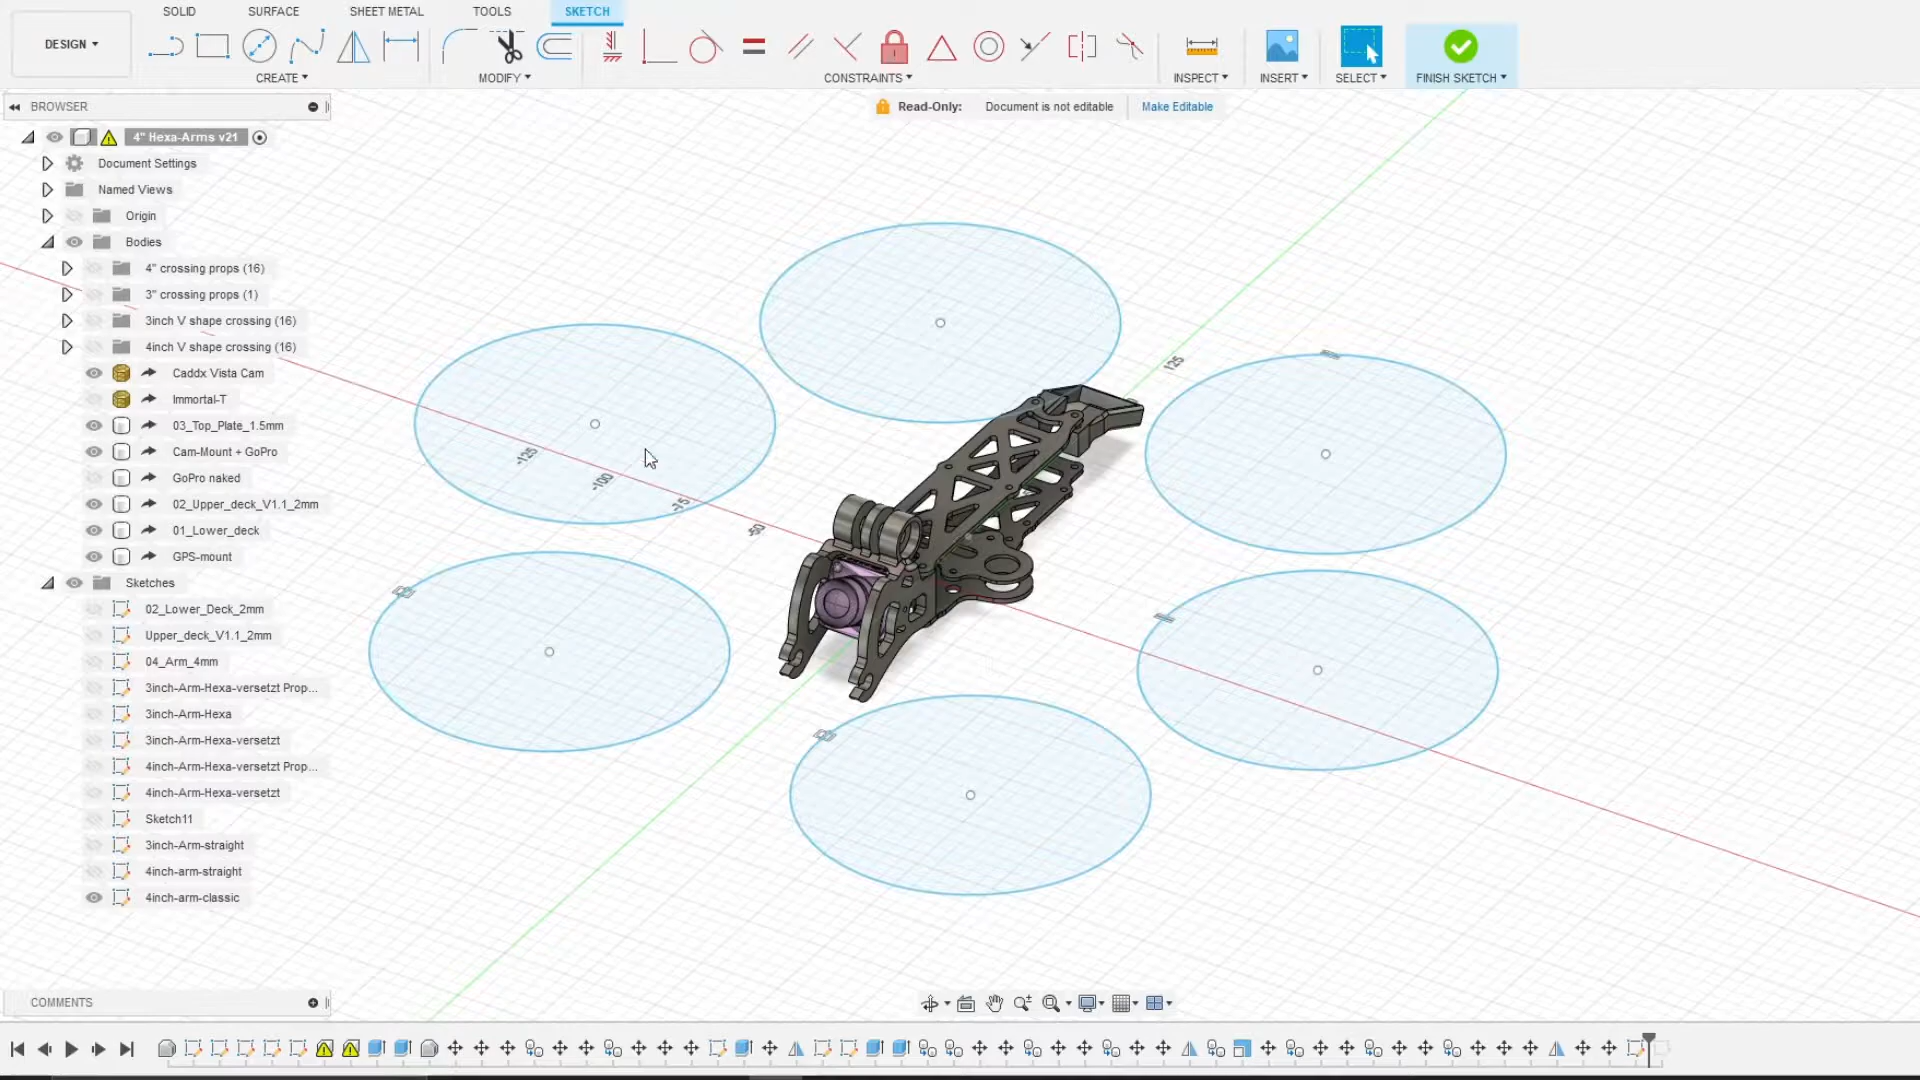 SOLID SURFACE SHEET METAL TOOLS SKETCH
DESIGN
CREATE MODIFY CONSTRAINTS INSPECT INSERT SELECT FINISH SKETCH
BROWSER
Read-Only: Document is not editable Make Editable
4" Hexa-Arms v21
Document Settings
Named Views
Origin
Bodies
4" crossing props (16)
3" crossing props (1)
3inch V shape crossing (16)
4inch V shape crossing (16)
Caddx Vista Cam
Immortal-T
03_Top_Plate_1.5mm
Cam-Mount + GoPro
GoPro naked
02_Upper_deck_V1.1_2mm
01_Lower_deck
GPS-mount
Sketches
02_Lower_Deck_2mm
Upper_deck_V1.1_2mm
04_Arm_4mm
3inch-Arm-Hexa-versetzt Prop...
3inch-Arm-Hexa
3inch-Arm-Hexa-versetzt
4inch-Arm-Hexa-versetzt Prop...
4inch-Arm-Hexa-versetzt
Sketch11
3inch-Arm-straight
4inch-arm-straight
4inch-arm-classic
125
-125
-100
-75
-50
COMMENTS